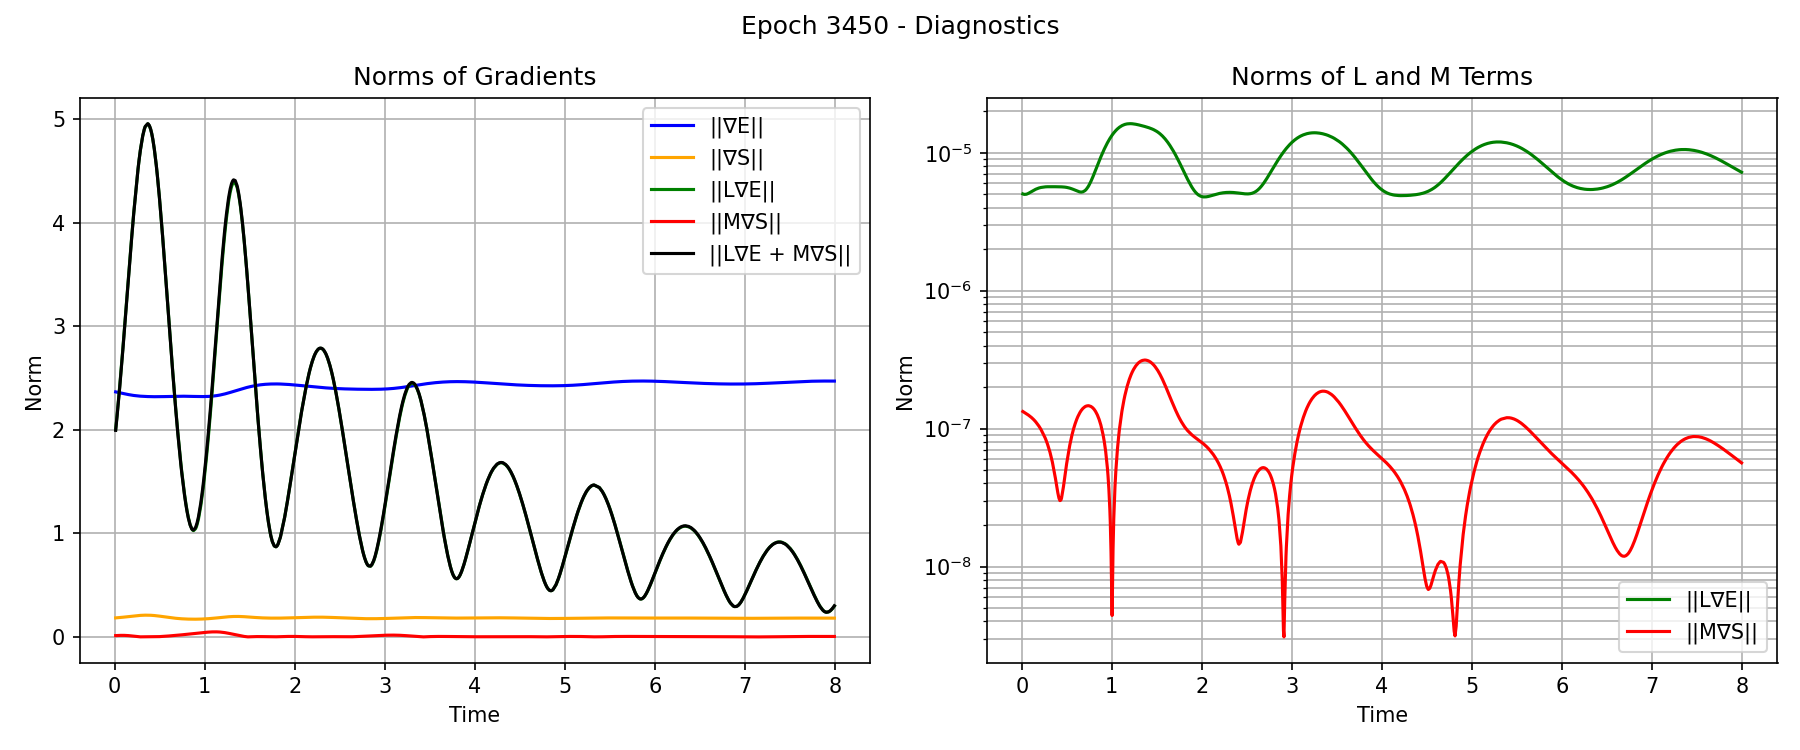 Epoch 3450 - Diagnostics
Norms of Gradients
Norm
5
4
3
2
1
0
||∇E||
||∇S||
||L∇E||
||M∇S||
||L∇E + M∇S||
0 1 2 3 4 5 6 7 8
Time
Norms of L and M Terms
Norm
10⁻⁵
10⁻⁶
10⁻⁷
10⁻⁸
||L∇E||
||M∇S||
0 1 2 3 4 5 6 7 8
Time